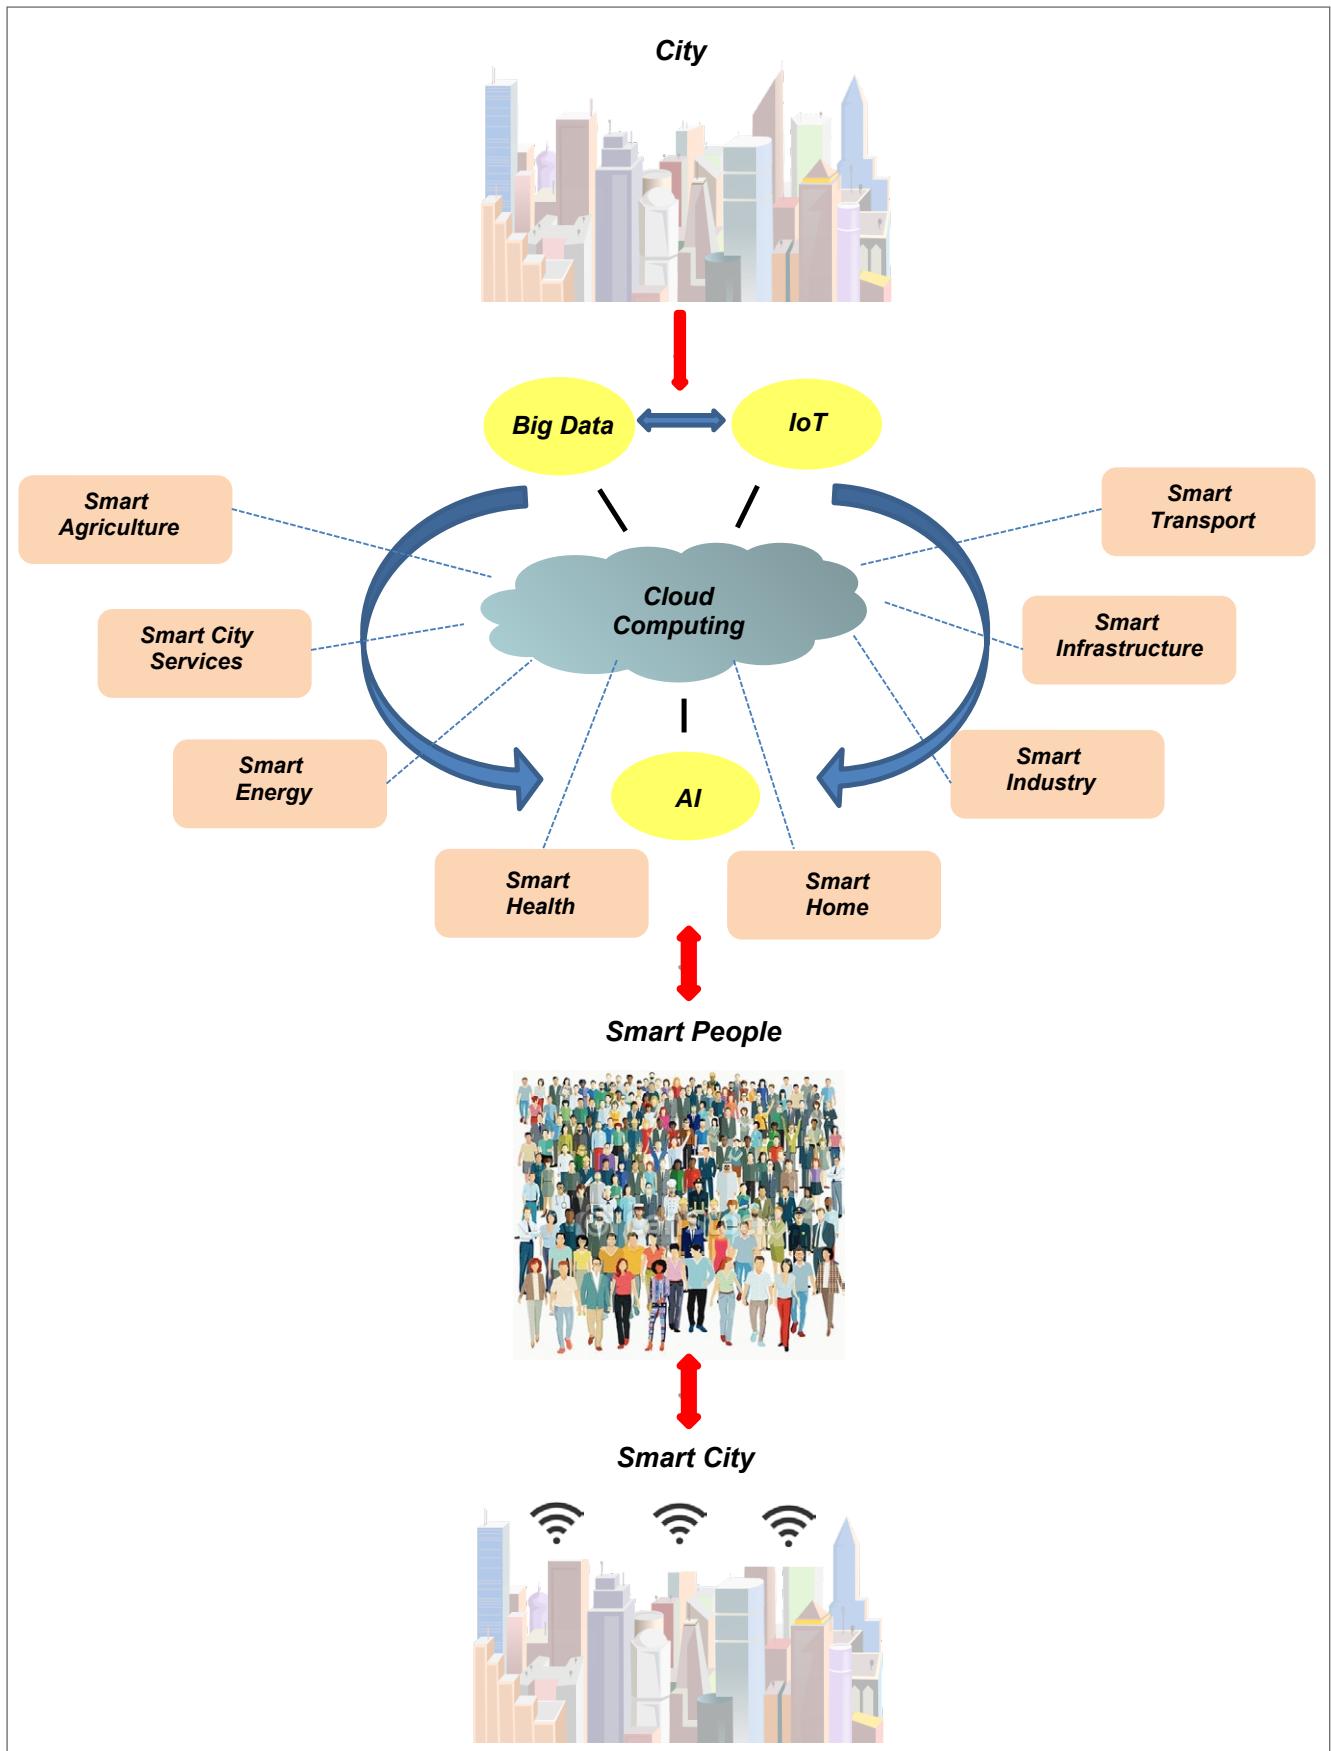 City
Big Data
IoT
Smart
Agriculture
Smart
Transport
Cloud
Computing
Smart City
Services
Smart
Infrastructure
Smart
Energy
AI
Smart
Industry
Smart
Health
Smart
Home
Smart People
Smart City